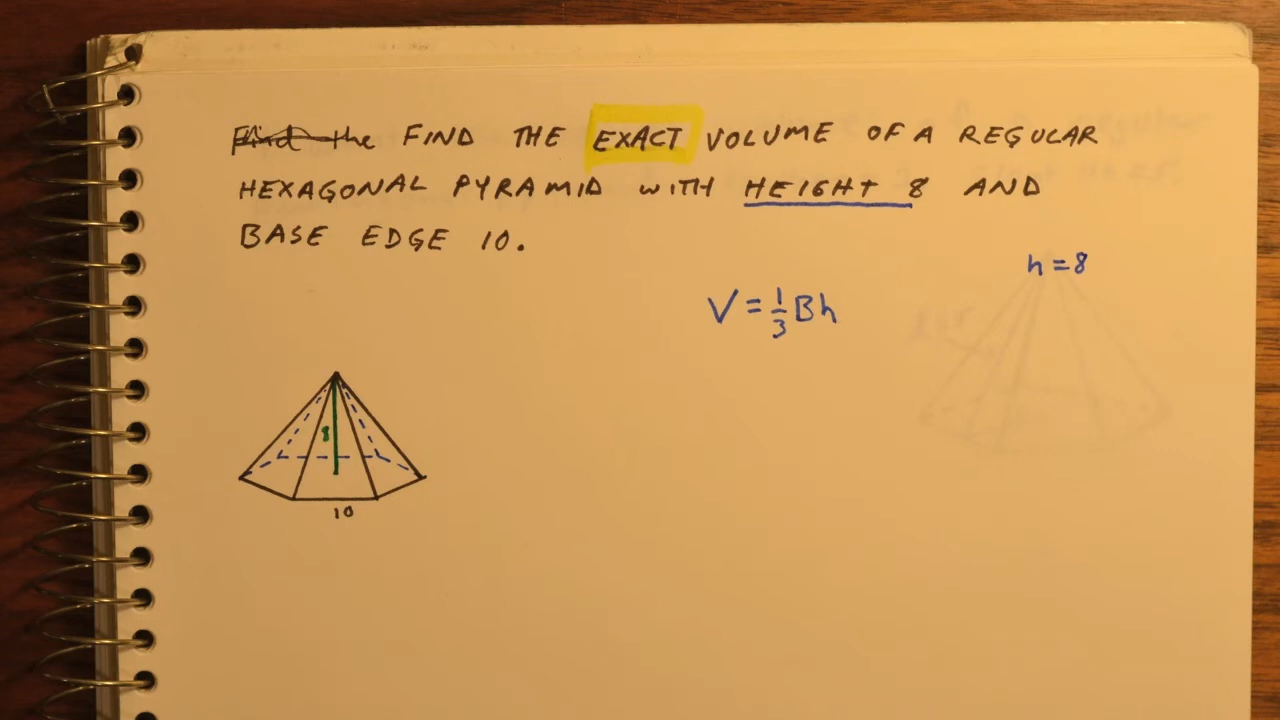 Find the FIND THE EXACT VOLUME OF A REGULAR
HEXAGONAL PYRAMID WITH HEIGHT 8 AND
BASE EDGE 10.
h = 8
V = 1/3 Bh
8
10